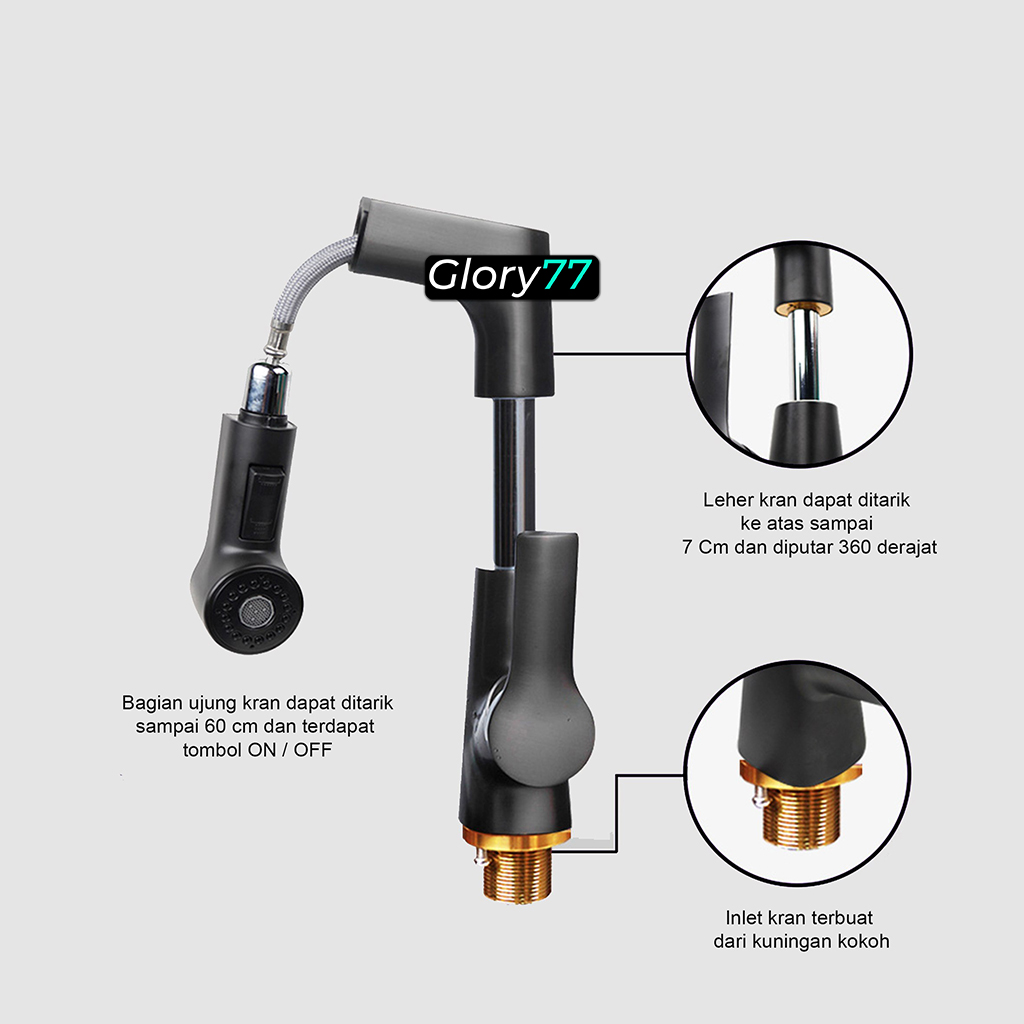 Glory77
Leher kran dapat ditarik
ke atas sampai
7 Cm dan diputar 360 derajat
Bagian ujung kran dapat ditarik
sampai 60 cm dan terdapat
tombol ON / OFF
Inlet kran terbuat
dari kuningan kokoh